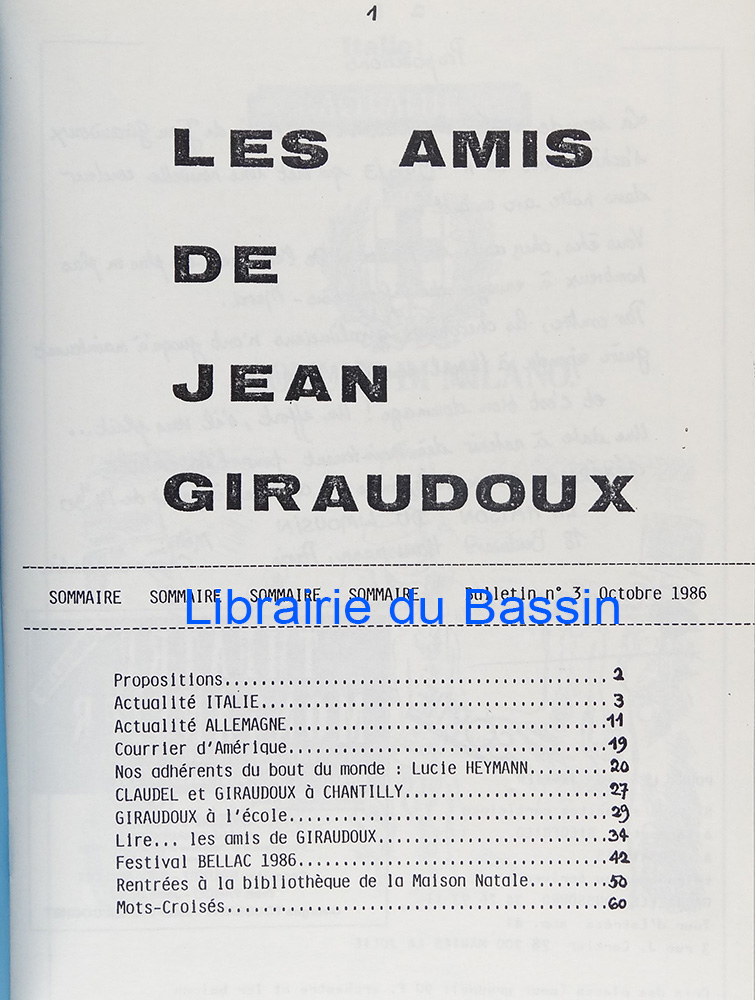 1
LES AMIS
DE
JEAN
GIRAUDOUX
SOMMAIRE SOMMAIRE SOMMAIRE SOMMAIRE Bulletin n° 3: Octobre 1986
Librairie du Bassin
Propositions..........................................2
Actualité ITALIE......................................3
Actualité ALLEMAGNE...................................11
Courrier d'Amérique...................................19
Nos adhérents du bout du monde : Lucie HEYMANN.........20
CLAUDEL et GIRAUDOUX à CHANTILLY......................27
GIRAUDOUX à l'école...................................29
Lire... les amis de GIRAUDOUX.........................34
Festival BELLAC 1986..................................42
Rentrées à la bibliothèque de la Maison Natale.........50
Mots-Croisés..........................................60